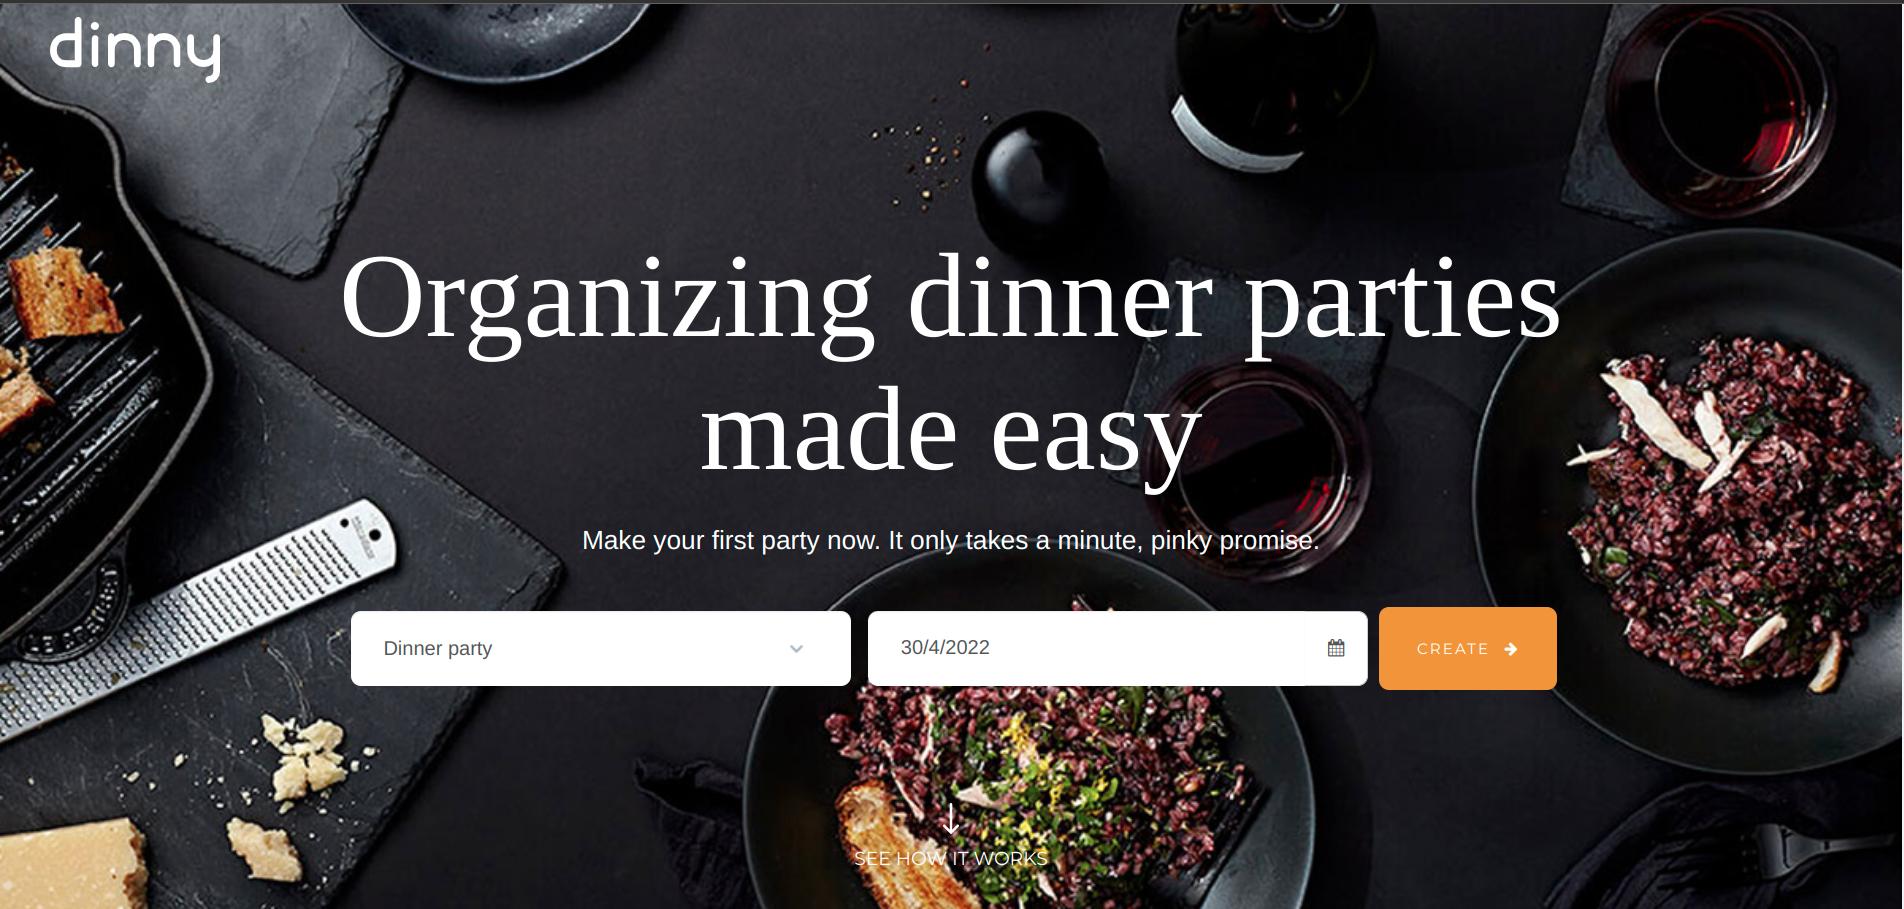 dinny
Organizing dinner parties
made easy
Make your first party now. It only takes a minute, pinky promise.
Dinner party
30/4/2022
CREATE
SEE HOW IT WORKS